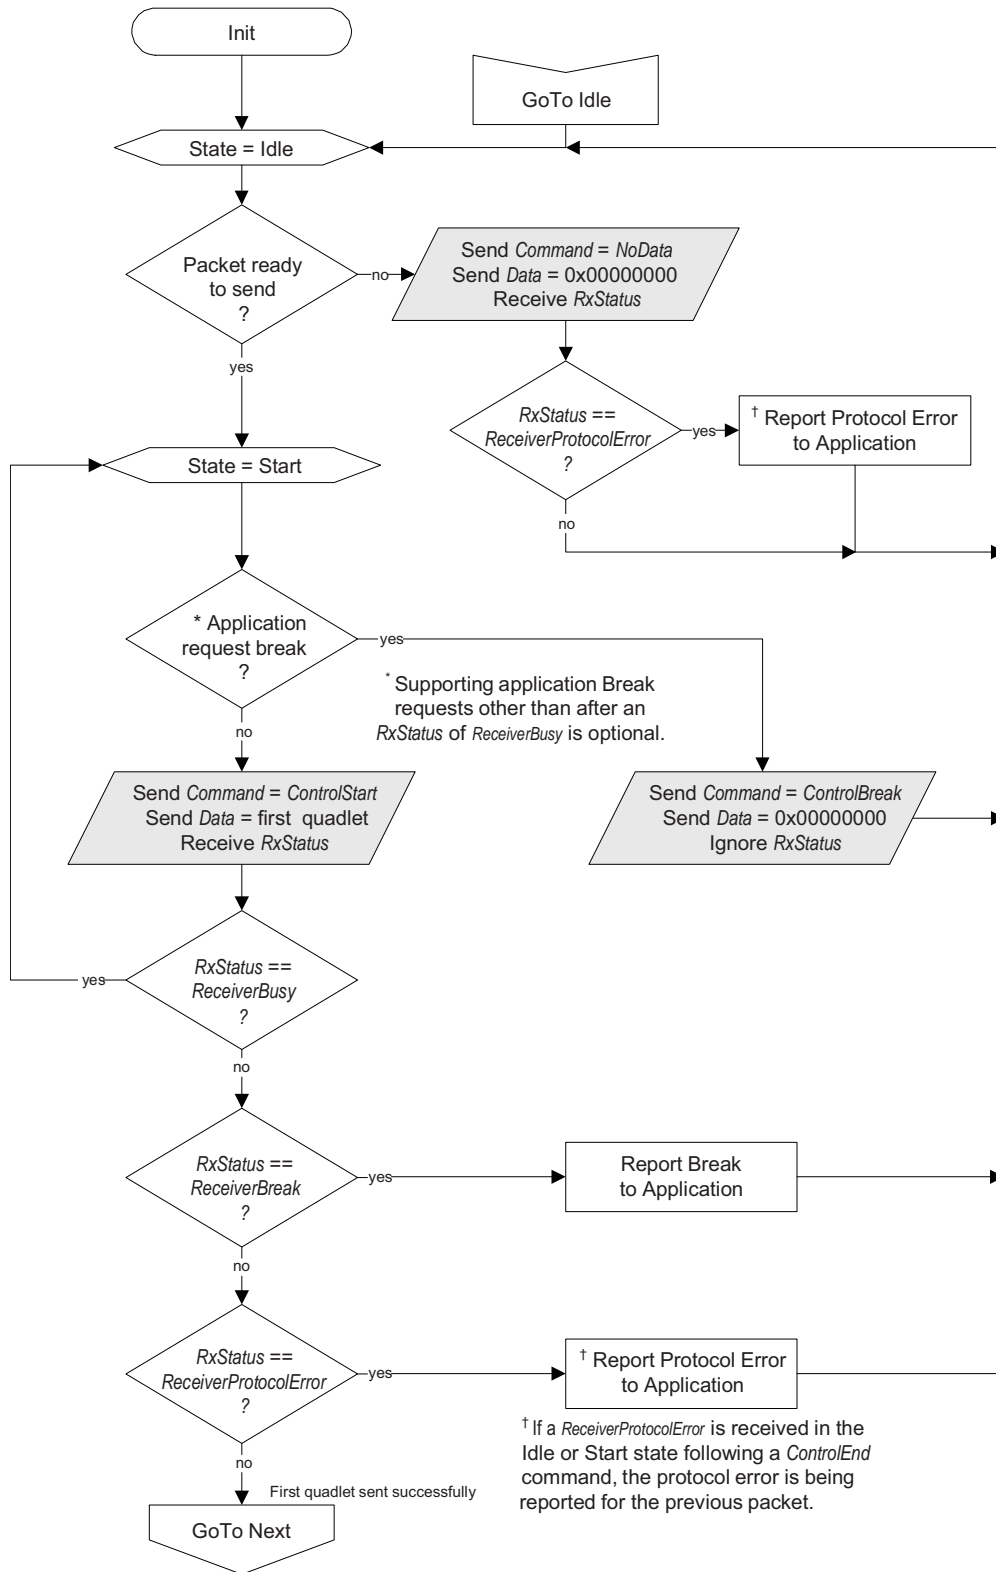 Init
GoTo Idle
State = Idle
Packet ready
to send
?
no
Send Command = NoData
Send Data = 0x00000000
Receive RxStatus
yes
RxStatus ==
ReceiverProtocolError
?
yes
† Report Protocol Error
to Application
no
State = Start
* Application
request break
?
yes
no
* Supporting application Break
requests other than after an
RxStatus of ReceiverBusy is optional.
Send Command = ControlStart
Send Data = first quadlet
Receive RxStatus
Send Command = ControlBreak
Send Data = 0x00000000
Ignore RxStatus
RxStatus ==
ReceiverBusy
?
yes
no
RxStatus ==
ReceiverBreak
?
yes
Report Break
to Application
no
RxStatus ==
ReceiverProtocolError
?
yes
† Report Protocol Error
to Application
no
† If a ReceiverProtocolError is received in the
Idle or Start state following a ControlEnd
command, the protocol error is being
reported for the previous packet.
First quadlet sent successfully
GoTo Next